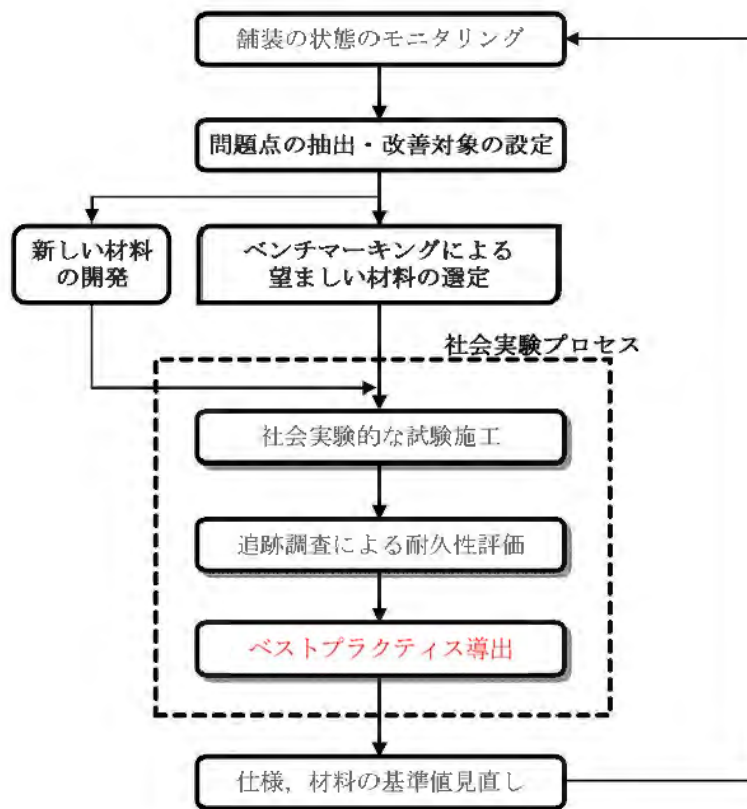 舗装の状態のモニタリング
問題点の抽出・改善対象の設定
新しい材料
の開発
ベンチマーキングによる
望ましい材料の選定
社会実験プロセス
社会実験的な試験施工
追跡調査による耐久性評価
ベストプラクティス導出
仕様，材料の基準値見直し